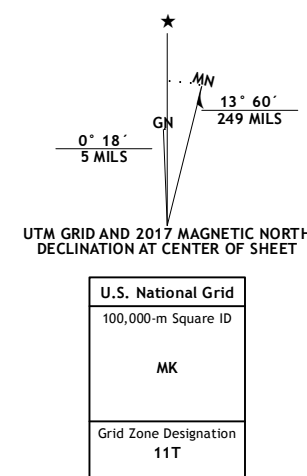 ★
MN
GN
13° 60´
249 MILS
0° 18´
5 MILS
UTM GRID AND 2017 MAGNETIC NORTH
DECLINATION AT CENTER OF SHEET
U.S. National Grid
100,000-m Square ID
MK
Grid Zone Designation
11T